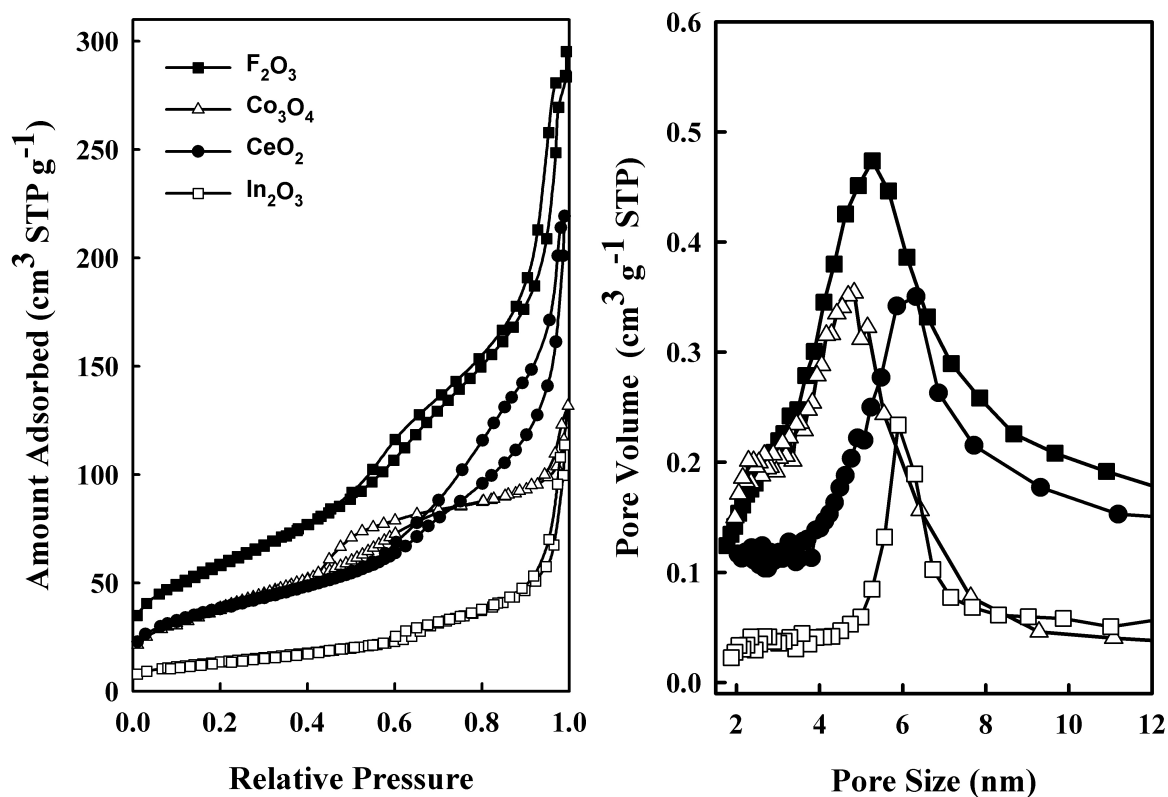 300
250
200
150
100
50
0
0.0 0.2 0.4 0.6 0.8 1.0
Amount Adsorbed (cm³ STP g⁻¹)
Relative Pressure
F₂O₃
Co₃O₄
CeO₂
In₂O₃
0.6
0.5
0.4
0.3
0.2
0.1
0.0
2 4 6 8 10 12
Pore Volume (cm³ g⁻¹ STP)
Pore Size (nm)